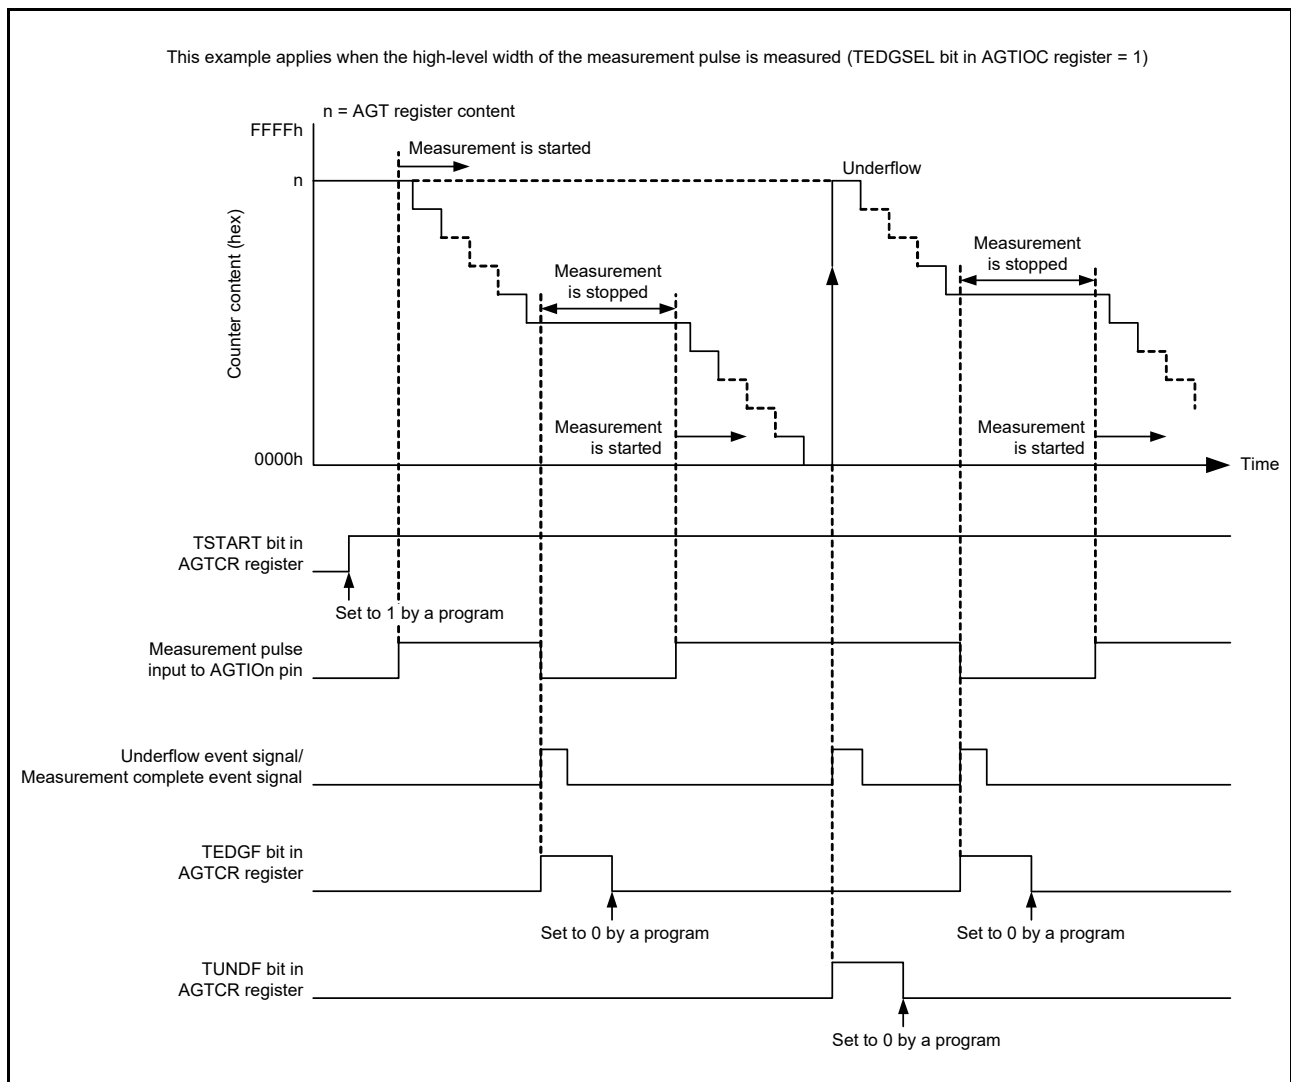 This example applies when the high-level width of the measurement pulse is measured (TEDGSEL bit in AGTIOC register = 1)
n = AGT register content
FFFFh
Measurement is started
Underflow
n
Counter content (hex)
Measurement
is stopped
Measurement
is stopped
Measurement
is started
Measurement
is started
0000h
Time
TSTART bit in
AGTCR register
Set to 1 by a program
Measurement pulse
input to AGTIOn pin
Underflow event signal/
Measurement complete event signal
TEDGF bit in
AGTCR register
Set to 0 by a program
Set to 0 by a program
TUNDF bit in
AGTCR register
Set to 0 by a program